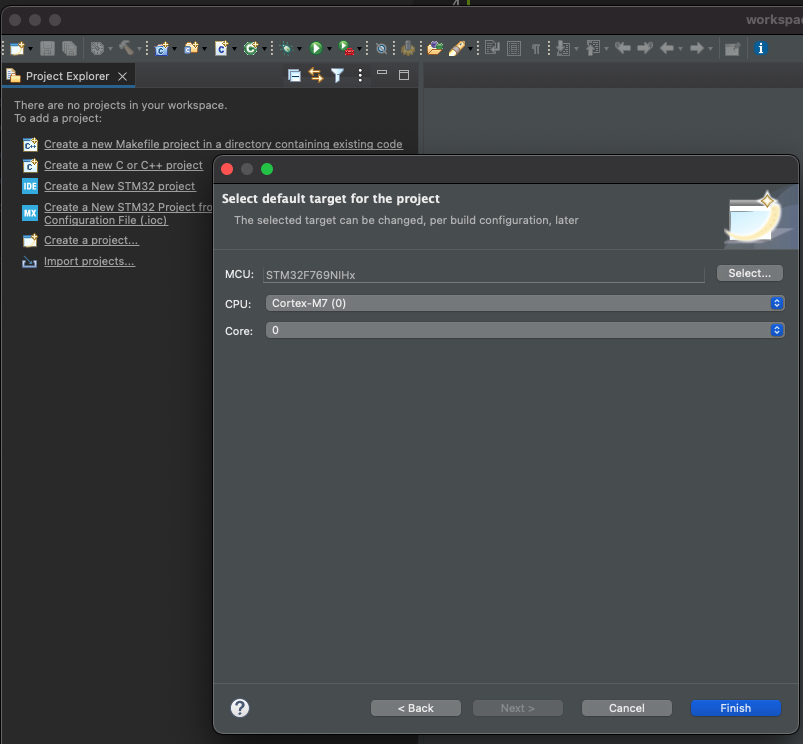 workspac
Project Explorer
There are no projects in your workspace.
To add a project:
Create a new Makefile project in a directory containing existing code
Create a new C or C++ project
IDE Create a New STM32 project
MX Create a New STM32 Project fro
Configuration File (.ioc)
Create a project...
Import projects...
Select default target for the project
The selected target can be changed, per build configuration, later
MCU: STM32F769NIHx Select...
CPU: Cortex-M7 (0)
Core: 0
? < Back Next > Cancel Finish